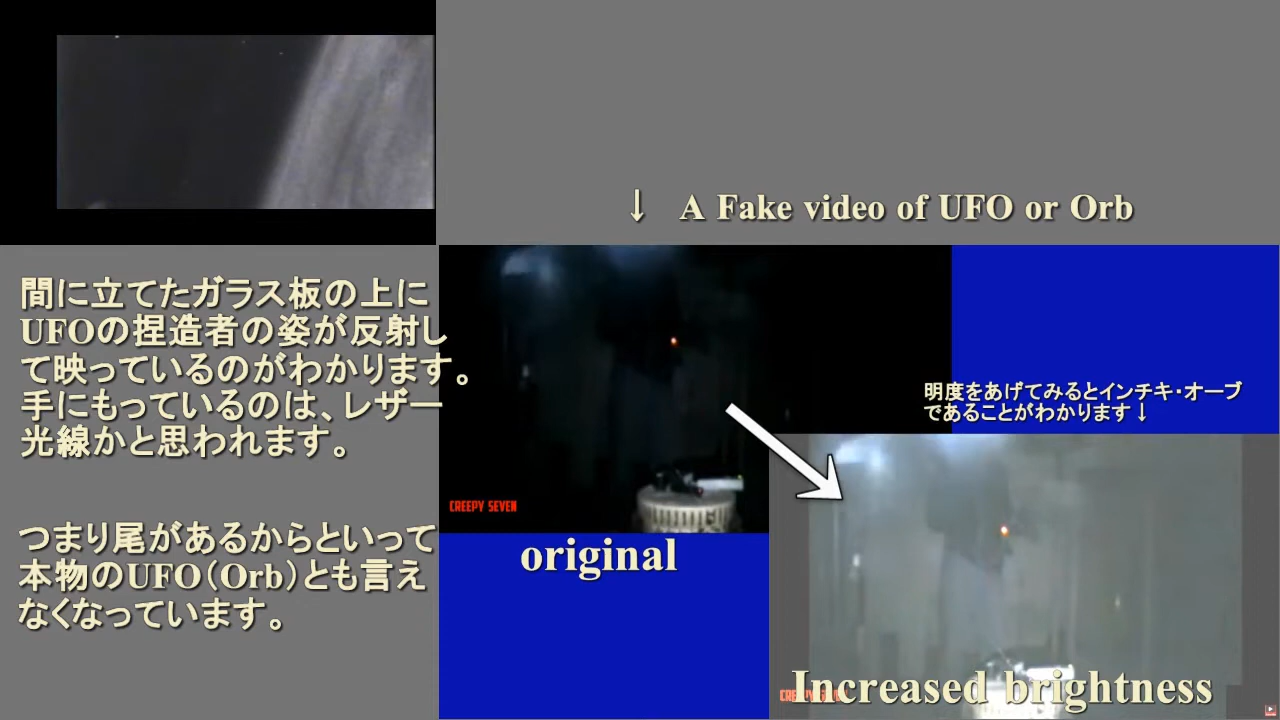 ↓ A Fake video of UFO or Orb
間に立てたガラス板の上に
UFOの捏造者の姿が反射し
て映っているのがわかります。
手にもっているのは、レザー
光線かと思われます。
つまり尾があるからといって
本物のUFO（Orb）とも言え
なくなっています。
CREEPY SEVEN
original
明度をあげてみるとインチキ・オーブ
であることがわかります↓
CREEPY SEVEN
Increased brightness